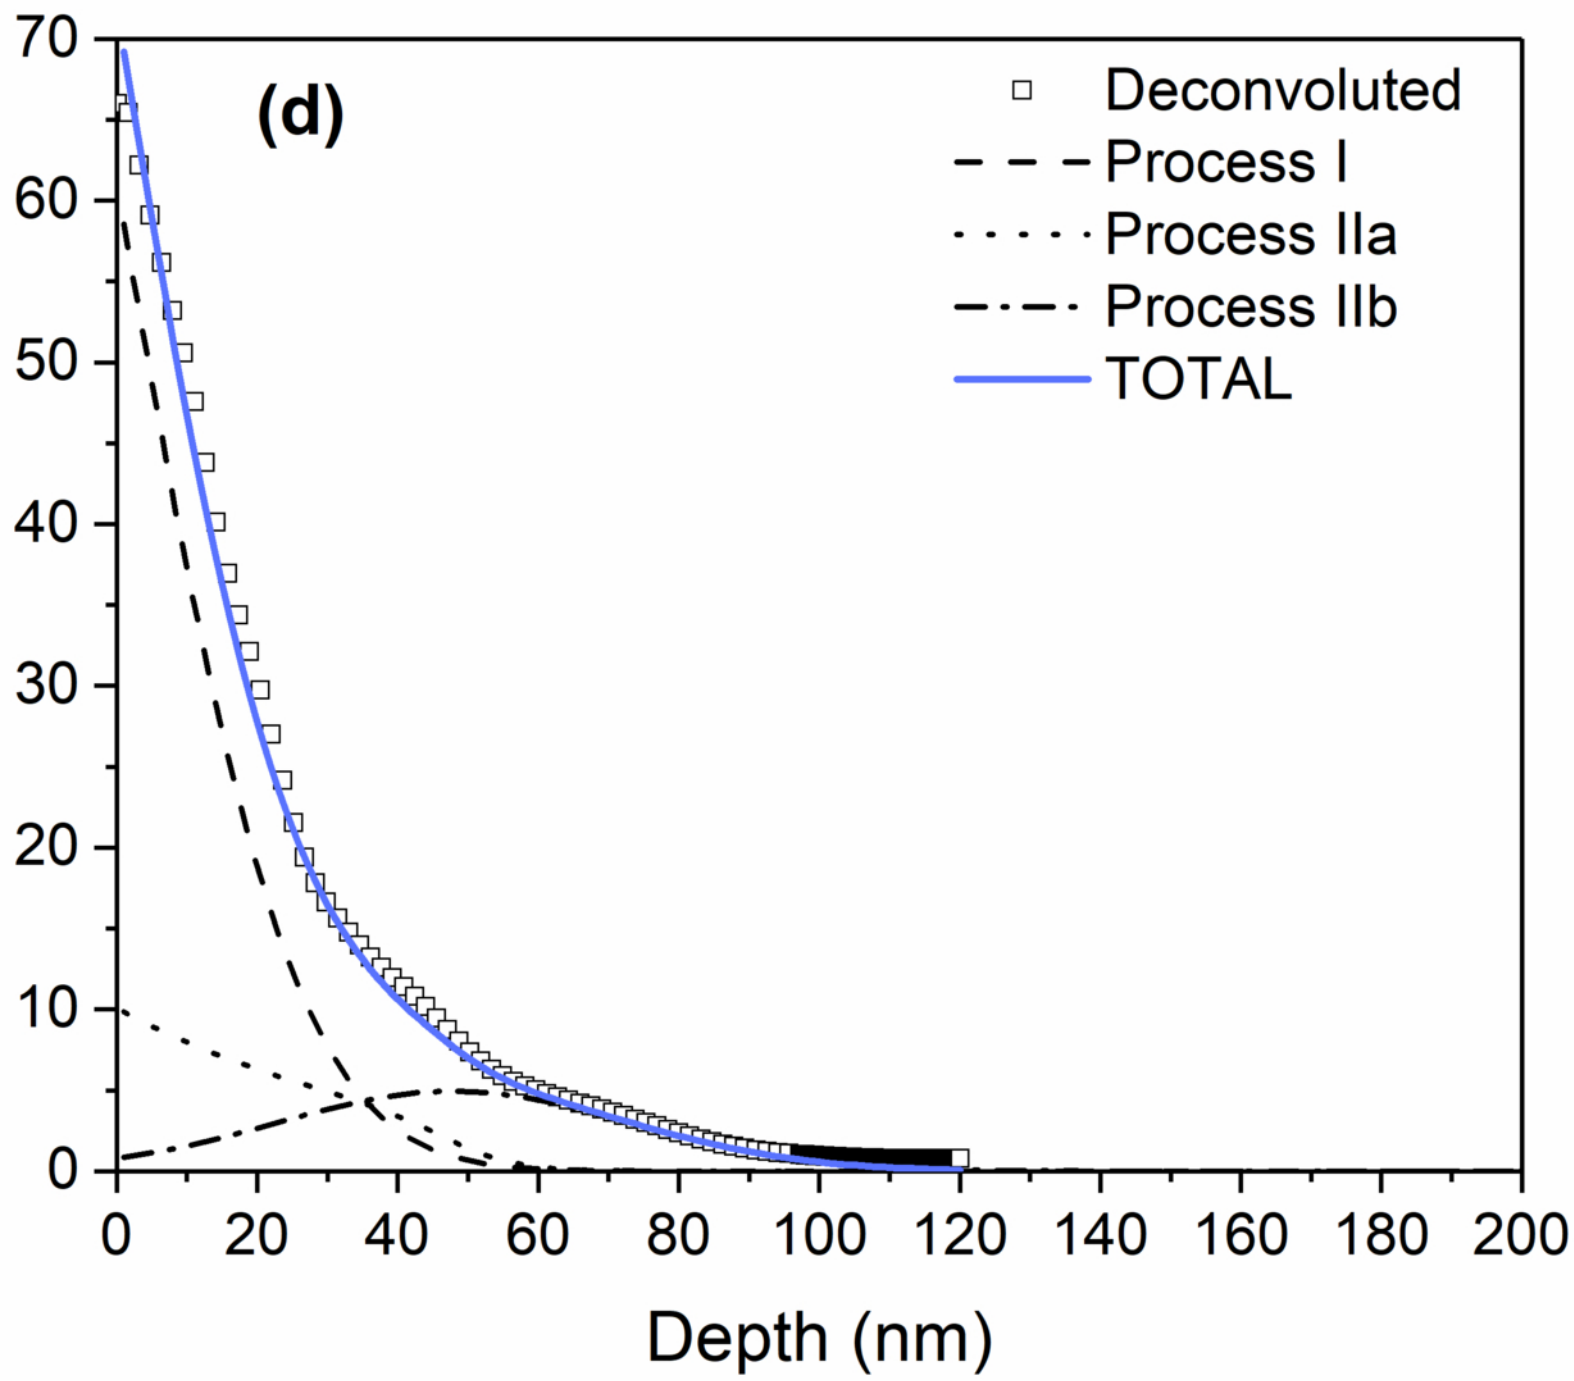 70
60
50
40
30
20
10
0
(d)
Deconvoluted
Process I
Process IIa
Process IIb
TOTAL
0 20 40 60 80 100 120 140 160 180 200
Depth (nm)